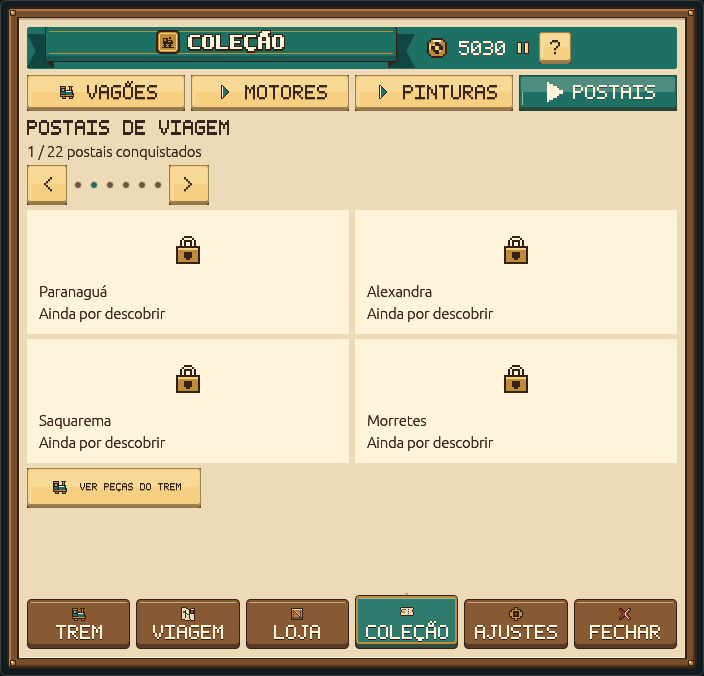 COLEÇÃO
5030
?
VAGÕES
MOTORES
PINTURAS
POSTAIS
POSTAIS DE VIAGEM
1 / 22 postais conquistados
Paranaguá
Ainda por descobrir
Alexandra
Ainda por descobrir
Saquarema
Ainda por descobrir
Morretes
Ainda por descobrir
VER PEÇAS DO TREM
TREM
VIAGEM
LOJA
COLEÇÃO
AJUSTES
FECHAR